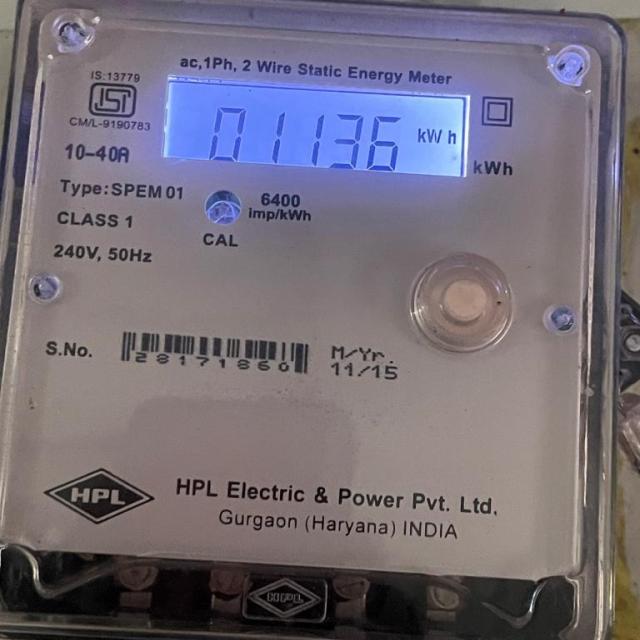 ac,1Ph, 2 Wire Static Energy Meter
IS:13779
ISI
CM/L-9190783
01136 kWh
kWh
10-40A
Type:SPEM 01
6400
imp/kWh
CLASS 1
CAL
240V, 50Hz
S.No.
28171860
M/Yr.
11/15
HPL
HPL Electric & Power Pvt. Ltd.
Gurgaon (Haryana) INDIA
HPL